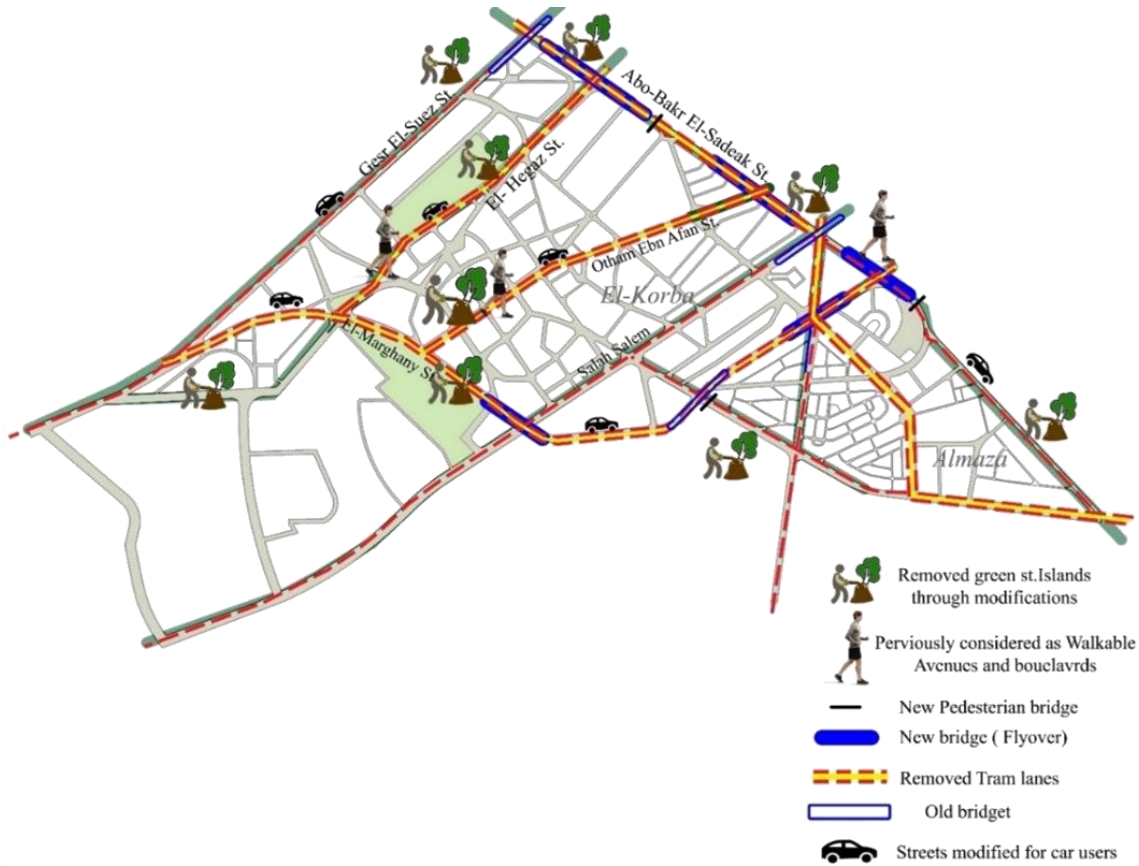 Abo-Bakr El-Sadeak St.
Gesr El-Suez St.
El- Hegaz St.
Otham Ebn Afan St.
El-Korba
El-Marghany St.
Salah Salem
Almaza
Removed green st.Islands
through modifications
Perviously considered as Walkable
Avenues and bouclavrds
New Pedesterian bridge
New bridge ( Flyover)
Removed Tram lanes
Old bridget
Streets modified for car users